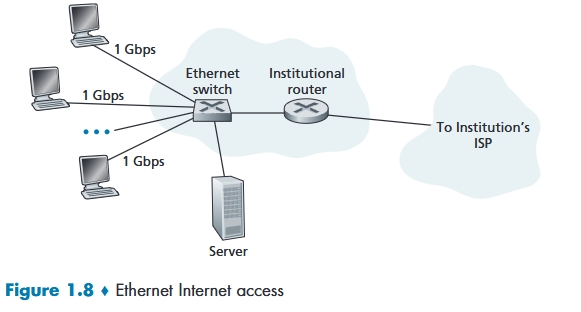 1 Gbps
Ethernet
switch
Institutional
router
1 Gbps
To Institution's
ISP
1 Gbps
Server
Figure 1.8 ♦ Ethernet Internet access